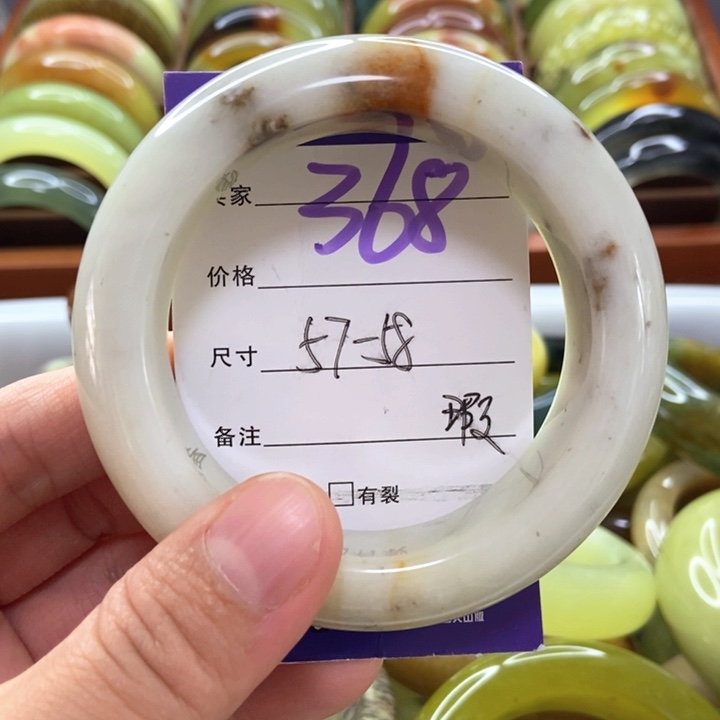 家 368
价格
尺寸 57-58
备注 瑕
□有裂